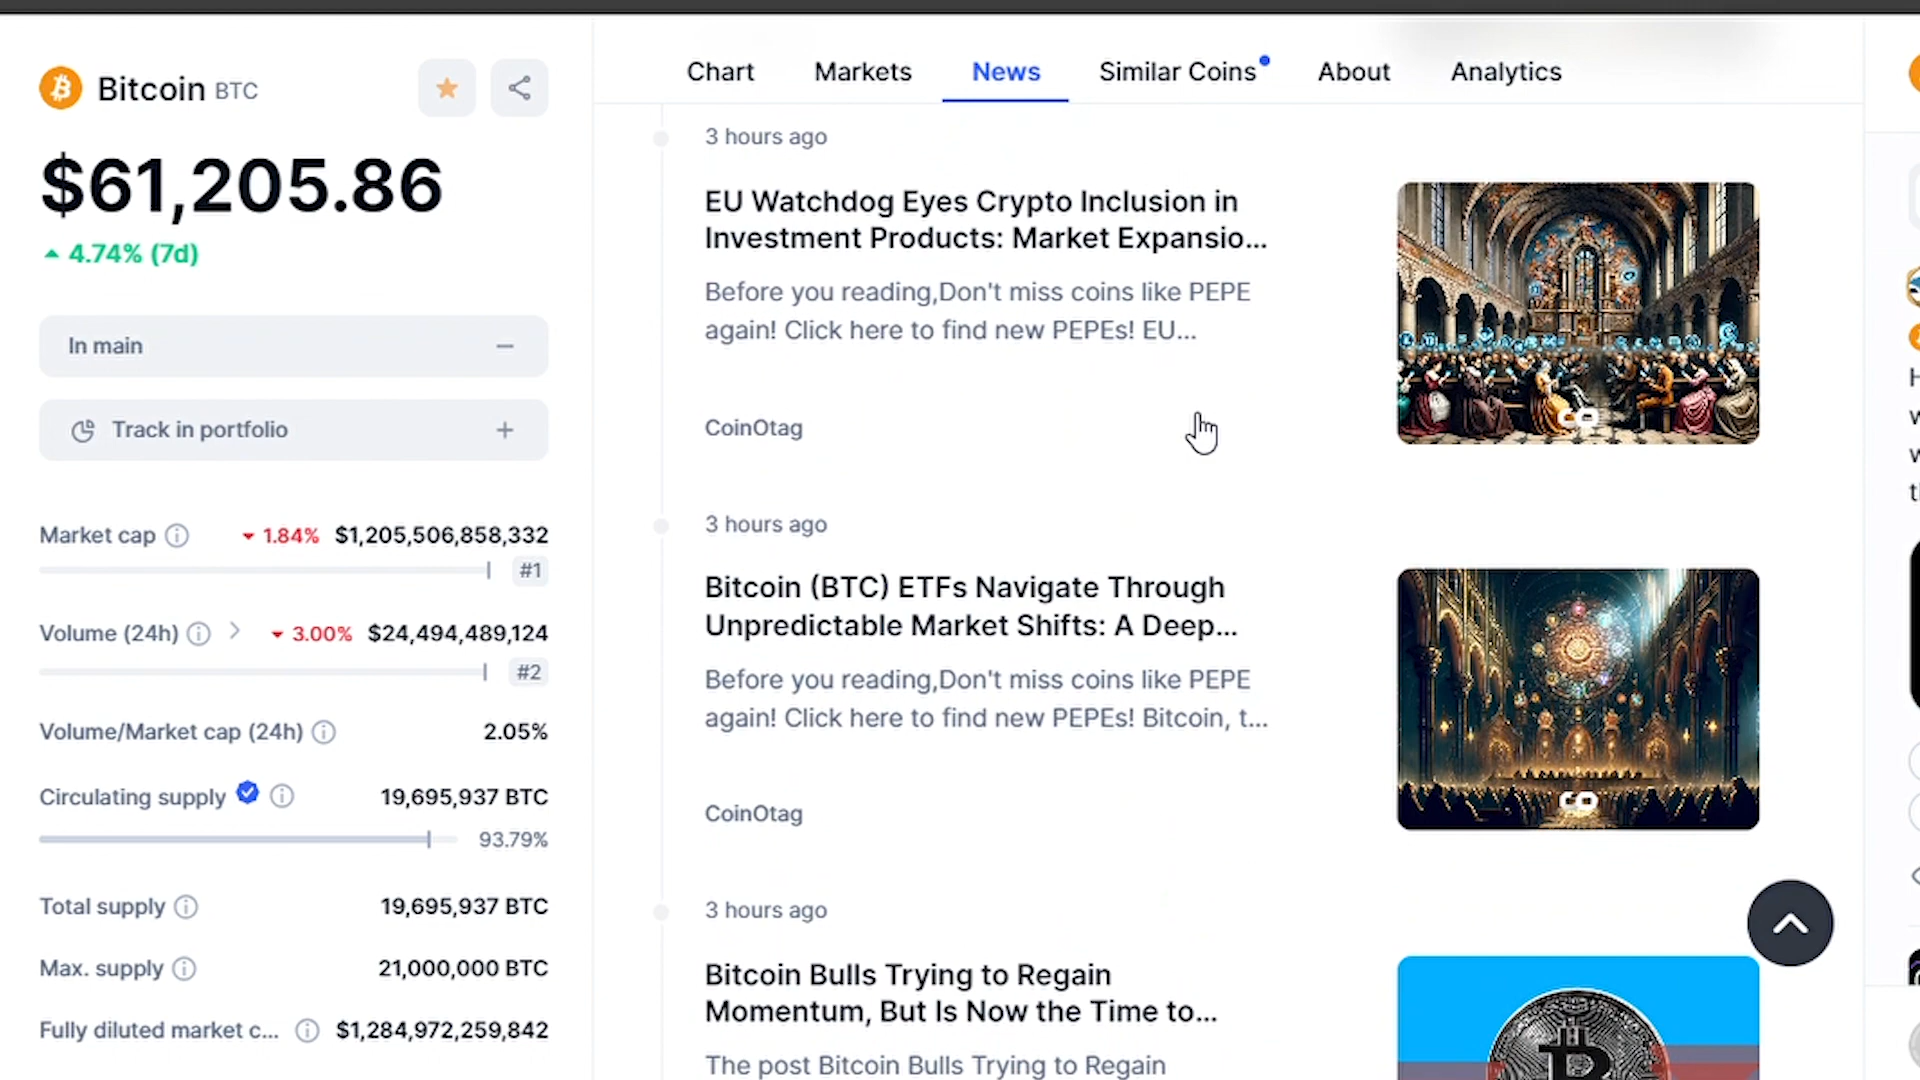 Bitcoin BTC
$61,205.86
4.74% (7d)
In main
Track in portfolio
Market cap 1.84% $1,205,506,858,332
#1
Volume (24h) 3.00% $24,494,489,124
#2
Volume/Market cap (24h) 2.05%
Circulating supply 19,695,937 BTC
93.79%
Total supply 19,695,937 BTC
Max. supply 21,000,000 BTC
Fully diluted market c... $1,284,972,259,842
Chart Markets News Similar Coins About Analytics
3 hours ago
EU Watchdog Eyes Crypto Inclusion in
Investment Products: Market Expansio...
Before you reading,Don't miss coins like PEPE
again! Click here to find new PEPEs! EU...
CoinOtag
3 hours ago
Bitcoin (BTC) ETFs Navigate Through
Unpredictable Market Shifts: A Deep...
Before you reading,Don't miss coins like PEPE
again! Click here to find new PEPEs! Bitcoin, t...
CoinOtag
3 hours ago
Bitcoin Bulls Trying to Regain
Momentum, But Is Now the Time to...
The post Bitcoin Bulls Trying to Regain